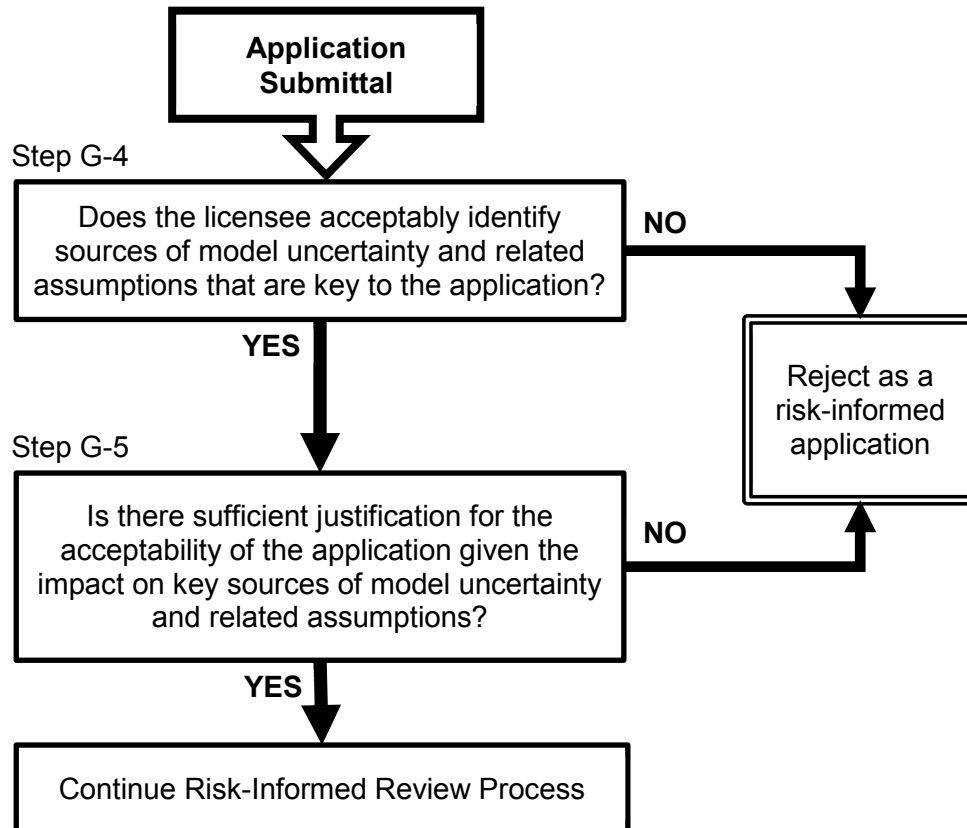 Application
Submittal
Step G-4
Does the licensee acceptably identify
sources of model uncertainty and related
assumptions that are key to the application?
NO
YES
Reject as a
risk-informed
application
Step G-5
Is there sufficient justification for the
acceptability of the application given the
impact on key sources of model uncertainty
and related assumptions?
NO
YES
Continue Risk-Informed Review Process